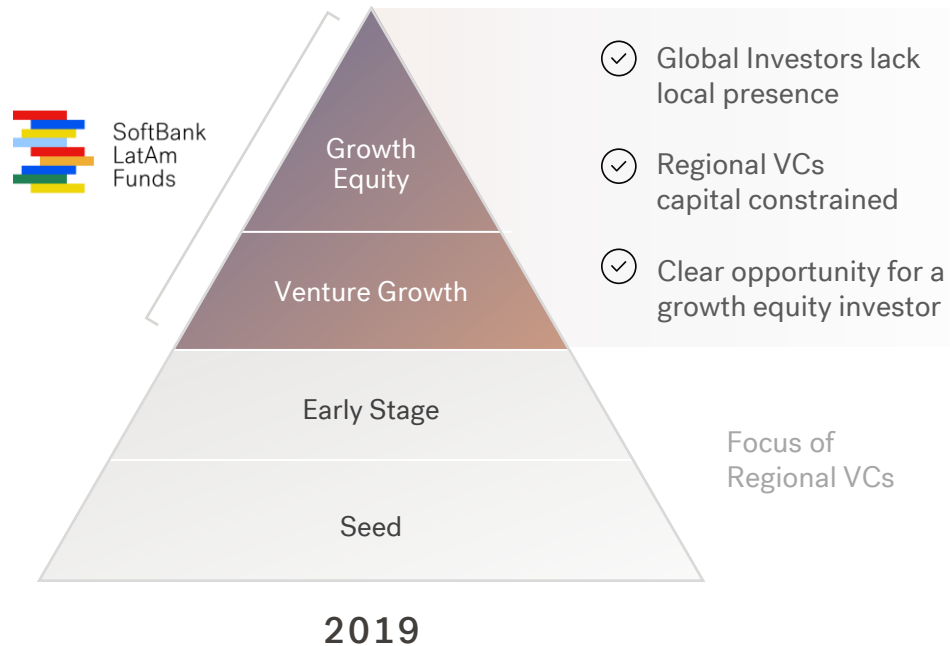 SoftBank
LatAm
Funds
Growth
Equity
Venture Growth
Early Stage
Seed
Global Investors lack
local presence
Regional VCs
capital constrained
Clear opportunity for a
growth equity investor
Focus of
Regional VCs
2019